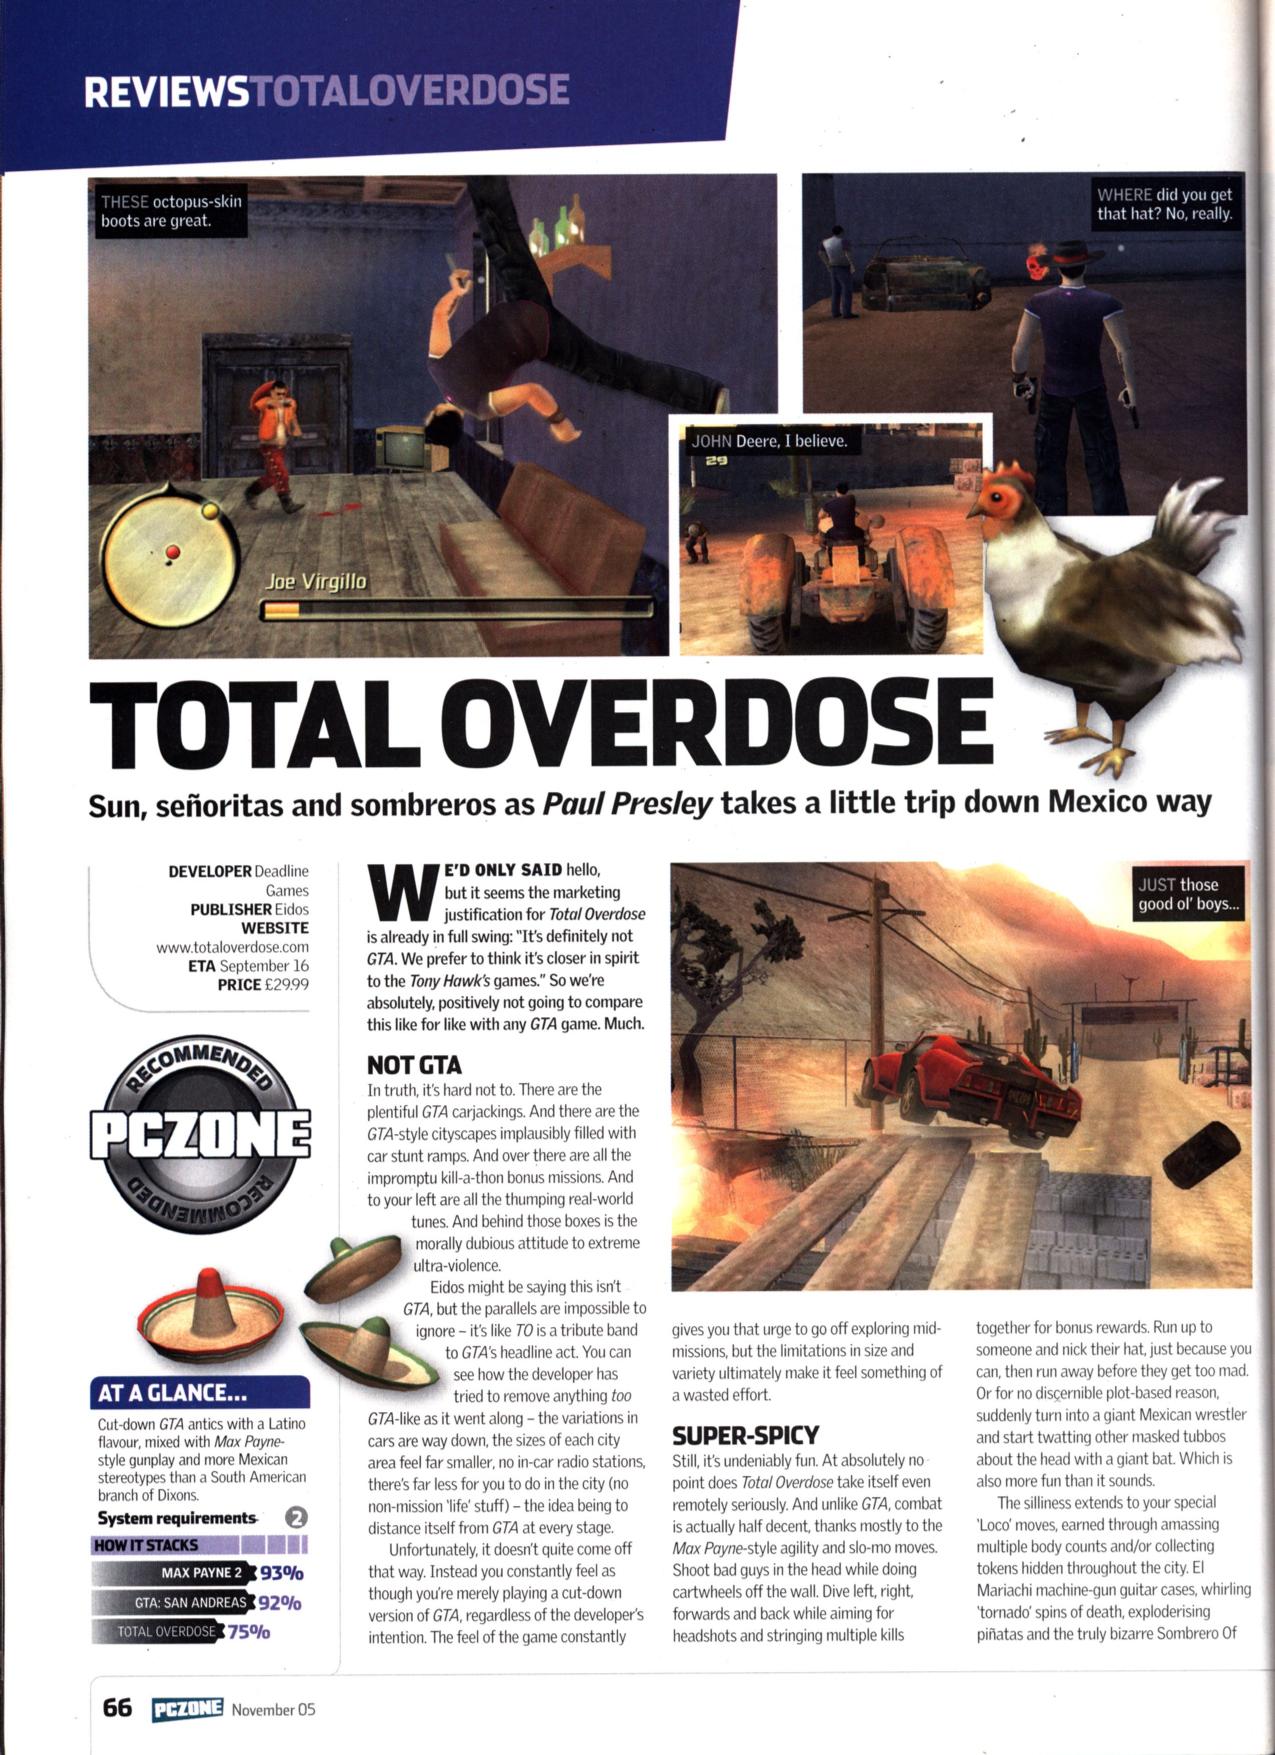 REVIEWSTOTALOVERDOSE
THESE octopus-skin
boots are great.
WHERE did you get
that hat? No, really.
JOHN Deere, I believe.
29
Joe Virgillo
TOTAL OVERDOSE
Sun, señoritas and sombreros as Paul Presley takes a little trip down Mexico way
DEVELOPER Deadline
Games
PUBLISHER Eidos
WEBSITE
www.totaloverdose.com
ETA September 16
PRICE £29.99
RECOMMENDED
PCZONE
RECOMMENDED
AT A GLANCE...
Cut-down GTA antics with a Latino
flavour, mixed with Max Payne-
style gunplay and more Mexican
stereotypes than a South American
branch of Dixons.
System requirements 2
HOW IT STACKS
MAX PAYNE 2 93%
GTA: SAN ANDREAS 92%
TOTAL OVERDOSE 75%
WE'D ONLY SAID hello,
but it seems the marketing
justification for Total Overdose
is already in full swing: "It's definitely not
GTA. We prefer to think it's closer in spirit
to the Tony Hawk's games." So we're
absolutely, positively not going to compare
this like for like with any GTA game. Much.
NOT GTA
In truth, it's hard not to. There are the
plentiful GTA carjackings. And there are the
GTA-style cityscapes implausibly filled with
car stunt ramps. And over there are all the
impromptu kill-a-thon bonus missions. And
to your left are all the thumping real-world
tunes. And behind those boxes is the
morally dubious attitude to extreme
ultra-violence.
Eidos might be saying this isn't
GTA, but the parallels are impossible to
ignore – it's like TO is a tribute band
to GTA's headline act. You can
see how the developer has
tried to remove anything too
GTA-like as it went along – the variations in
cars are way down, the sizes of each city
area feel far smaller, no in-car radio stations,
there's far less for you to do in the city (no
non-mission 'life' stuff) – the idea being to
distance itself from GTA at every stage.
Unfortunately, it doesn't quite come off
that way. Instead you constantly feel as
though you're merely playing a cut-down
version of GTA, regardless of the developer's
intention. The feel of the game constantly
JUST those
good ol' boys...
gives you that urge to go off exploring mid-
missions, but the limitations in size and
variety ultimately make it feel something of
a wasted effort.
SUPER-SPICY
Still, it's undeniably fun. At absolutely no
point does Total Overdose take itself even
remotely seriously. And unlike GTA, combat
is actually half decent, thanks mostly to the
Max Payne-style agility and slo-mo moves.
Shoot bad guys in the head while doing
cartwheels off the wall. Dive left, right,
forwards and back while aiming for
headshots and stringing multiple kills
together for bonus rewards. Run up to
someone and nick their hat, just because you
can, then run away before they get too mad.
Or for no discernible plot-based reason,
suddenly turn into a giant Mexican wrestler
and start twatting other masked tubbos
about the head with a giant bat. Which is
also more fun than it sounds.
The silliness extends to your special
'Loco' moves, earned through amassing
multiple body counts and/or collecting
tokens hidden throughout the city. El
Mariachi machine-gun guitar cases, whirling
'tornado' spins of death, exploderising
piñatas and the truly bizarre Sombrero Of
66 PCZONE November 05